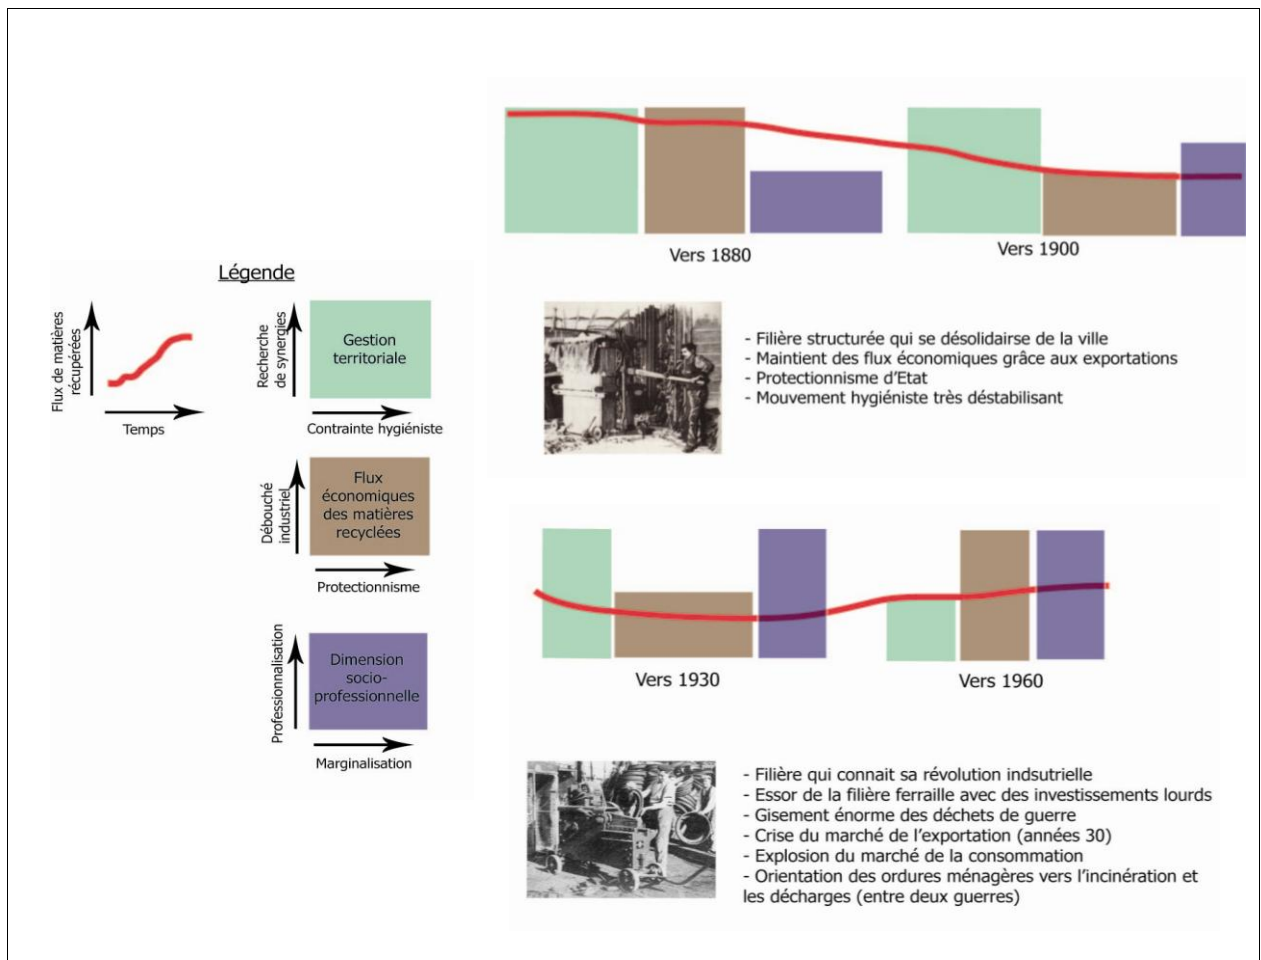 Vers 1880
Vers 1900
Légende
Flux de matières
récupérées
Temps
Recherche
de synergies
Gestion
territoriale
Contrainte hygiéniste
- Filière structurée qui se désolidairse de la ville
- Maintient des flux économiques grâce aux exportations
- Protectionnisme d'Etat
- Mouvement hygiéniste très déstabilisant
Débouché
industriel
Flux
économiques
des matières
recyclées
Protectionnisme
Professionnalisation
Dimension
socio-
professionnelle
Marginalisation
Vers 1930
Vers 1960
- Filière qui connait sa révolution indsutrielle
- Essor de la filière ferraille avec des investissements lourds
- Gisement énorme des déchets de guerre
- Crise du marché de l'exportation (années 30)
- Explosion du marché de la consommation
- Orientation des ordures ménagères vers l'incinération et
les décharges (entre deux guerres)